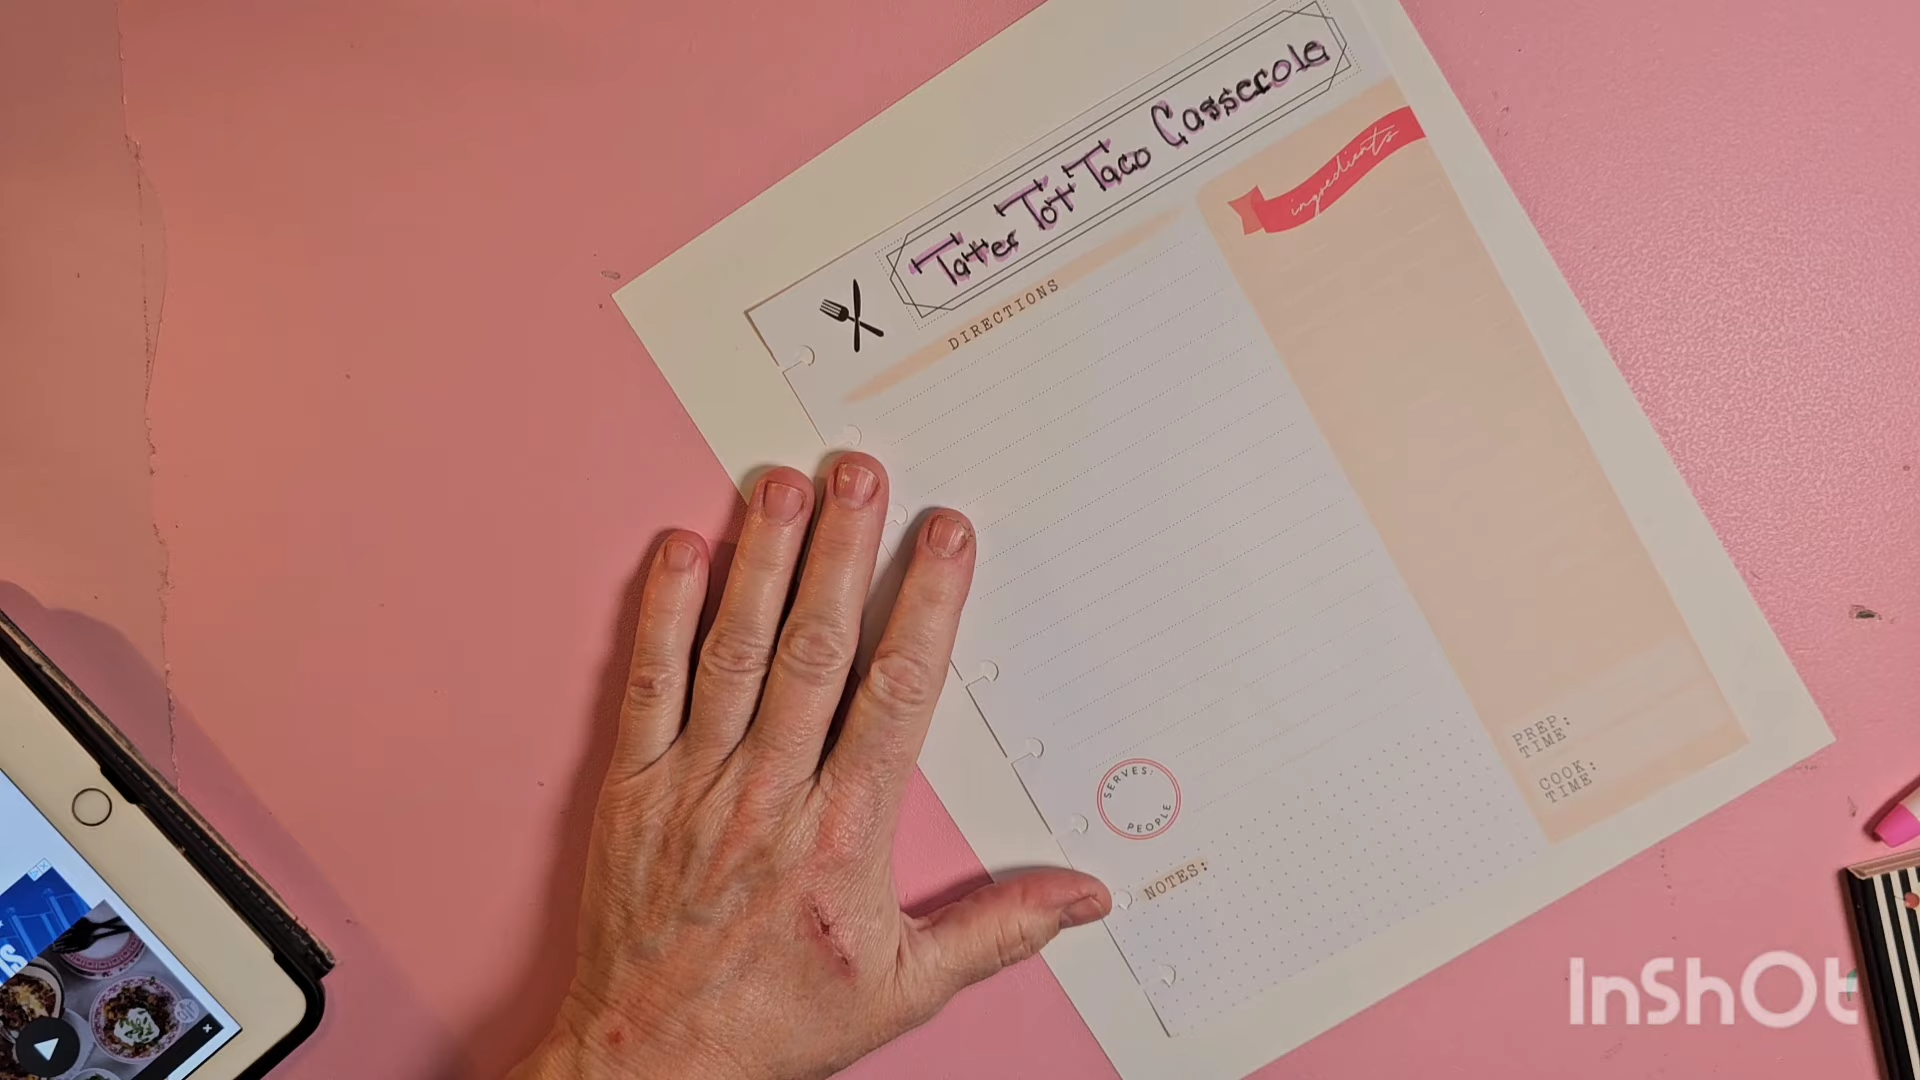 Tater Tot Taco Casserole
ingredients
DIRECTIONS
PREP:
TIME
COOK:
TIME
SERVES:
PEOPLE
NOTES:
InShOt